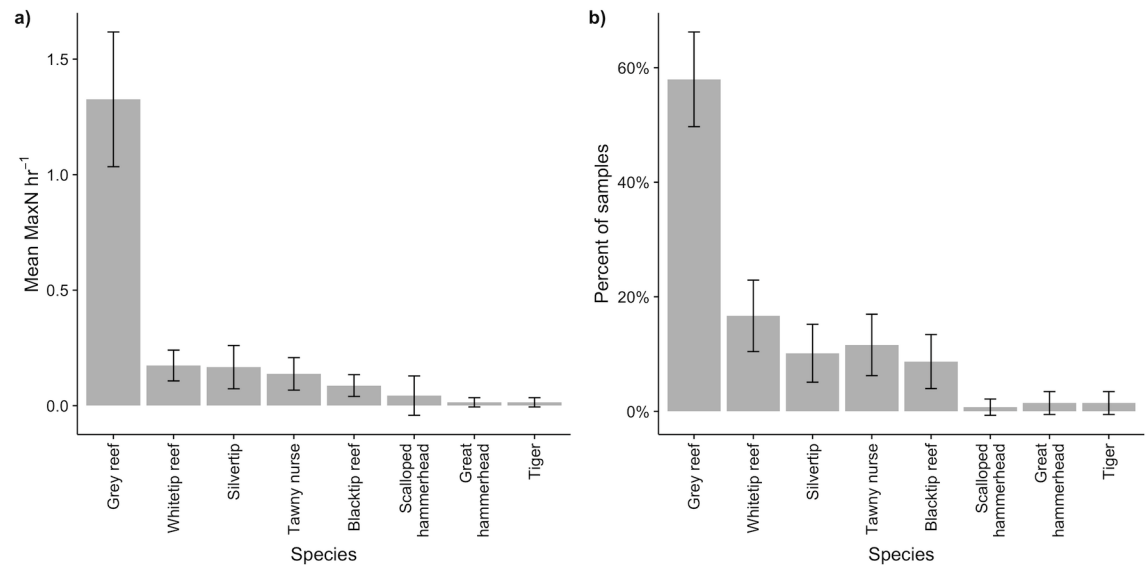 a)
Mean MaxN hr⁻¹
1.5
1.0
0.5
0.0
Grey reef
Whitetip reef
Silvertip
Tawny nurse
Blacktip reef
Scalloped
hammerhead
Great
hammerhead
Tiger
Species
b)
Percent of samples
60%
40%
20%
0%
Grey reef
Whitetip reef
Silvertip
Tawny nurse
Blacktip reef
Scalloped
hammerhead
Great
hammerhead
Tiger
Species